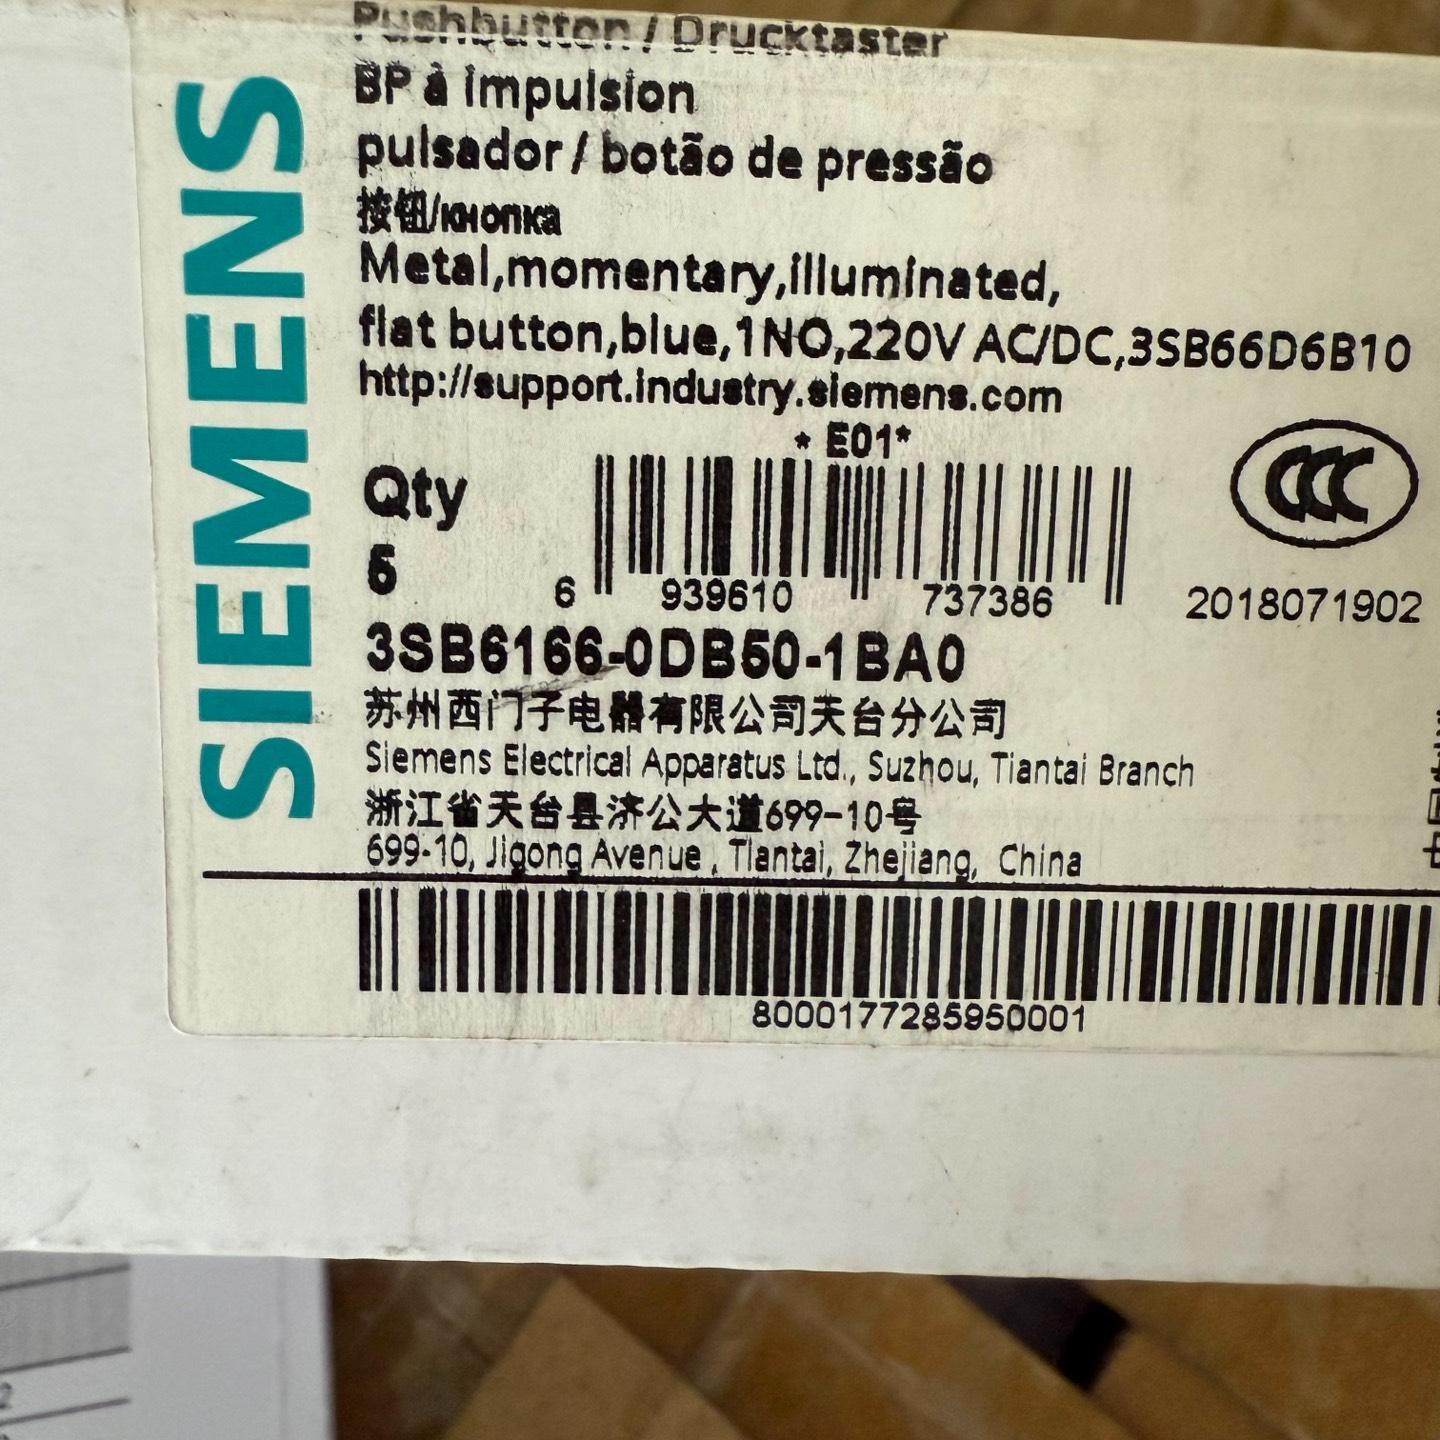 SIEMENS
Pushbutton / Drucktaster
BP à impulsion
pulsador / botão de pressão
按钮/кнопка
Metal,momentary,illuminated,
flat button,blue,1NO,220V AC/DC,3SB66D6B10
http://support.industry.siemens.com
* E01*
Qty
5
6 939610 737386
2018071902
3SB6166-0DB50-1BA0
苏州西门子电器有限公司天台分公司
Siemens Electrical Apparatus Ltd., Suzhou, Tiantai Branch
浙江省天台县济公大道699-10号
699-10, Jigong Avenue , Tiantai, Zhejiang, China
8000177285950001